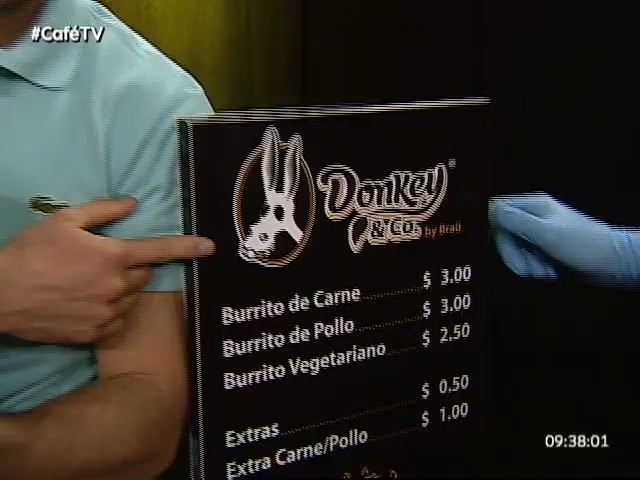 #CaféTV
Donkey®
& Co. by Braü
Burrito de Carne $ 3.00
Burrito de Pollo $ 3.00
Burrito Vegetariano $ 2.50
Extras $ 0.50
Extra Carne/Pollo $ 1.00
09:38:01